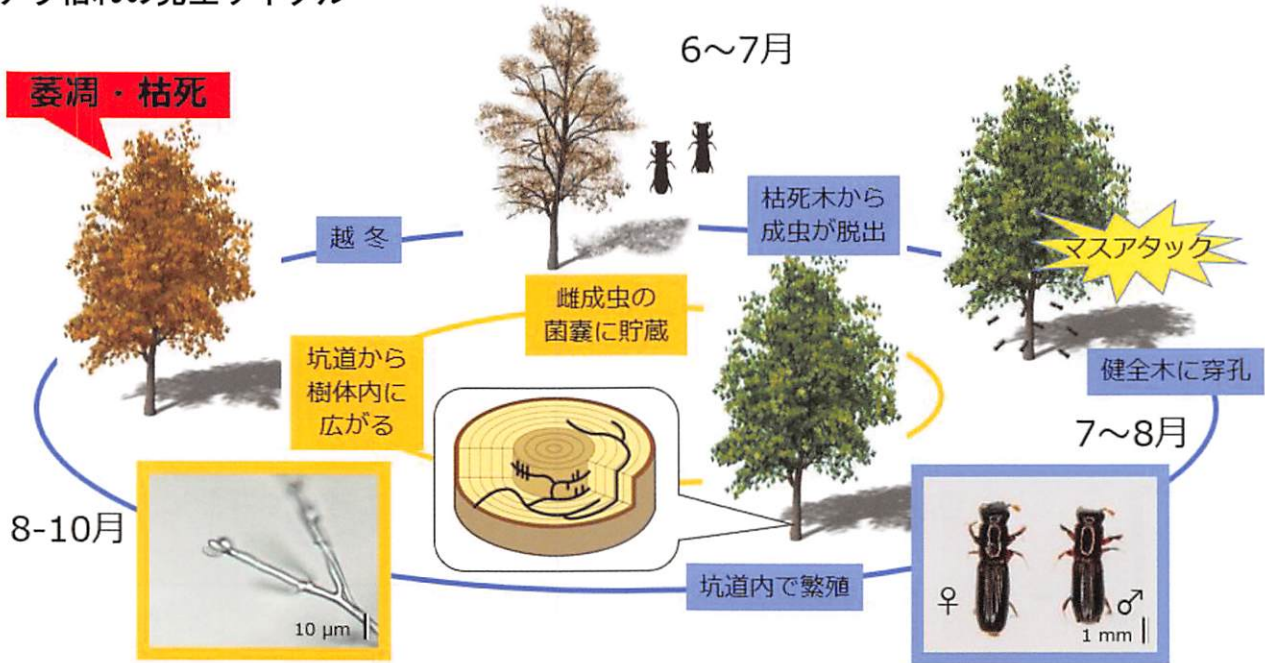 6～7月
萎凋・枯死
枯死木から
成虫が脱出
越冬
マスアタック
雌成虫の
菌嚢に貯蔵
坑道から
樹体内に
広がる
健全木に穿孔
7～8月
8-10月
坑道内で繁殖
♀
♂
10 μm
1 mm